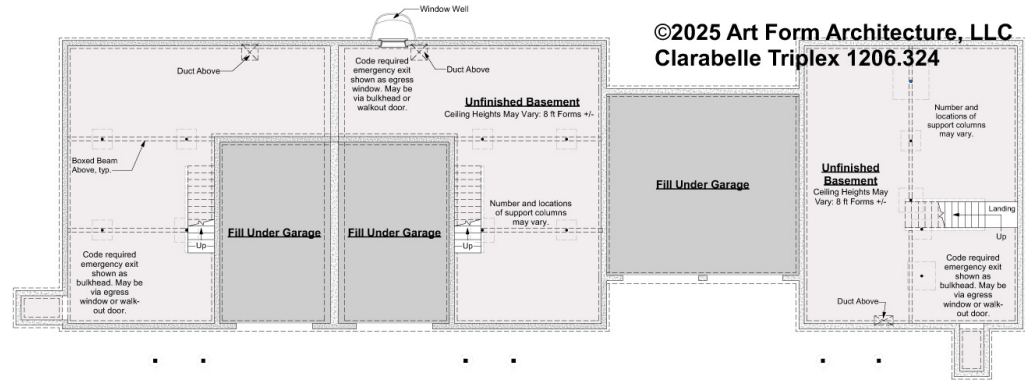 Window Well
©2025 Art Form Architecture, LLC
Clarabelle Triplex 1206.324
Duct Above
Code required
emergency exit
shown as egress
window. May be
via bulkhead or
walkout door.
Duct Above
Unfinished Basement
Ceiling Heights May Vary: 8 ft Forms +/-
Number and
locations of
support columns
may vary.
Boxed Beam
Above, typ.
Unfinished
Basement
Ceiling Heights May
Vary: 8 ft Forms +/-
Fill Under Garage
Number and locations
of support columns
may vary.
Landing
Up
Fill Under Garage
Fill Under Garage
Up
Up
Code required
emergency exit
shown as
bulkhead. May be
via egress
window or walk-
out door.
Code required
emergency exit
shown as
bulkhead. May be
via egress
window or walk-
out door.
Duct Above